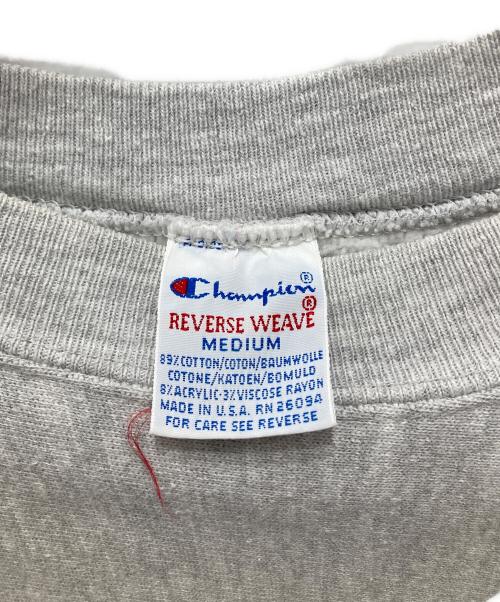 Champion®
REVERSE WEAVE®
MEDIUM
89%COTTON/COTON/BAUMWOLLE
COTONE/KATOEN/BOMULD
8%ACRYLIC·3%VISCOSE RAYON
MADE IN U.S.A. RN 26094
FOR CARE SEE REVERSE